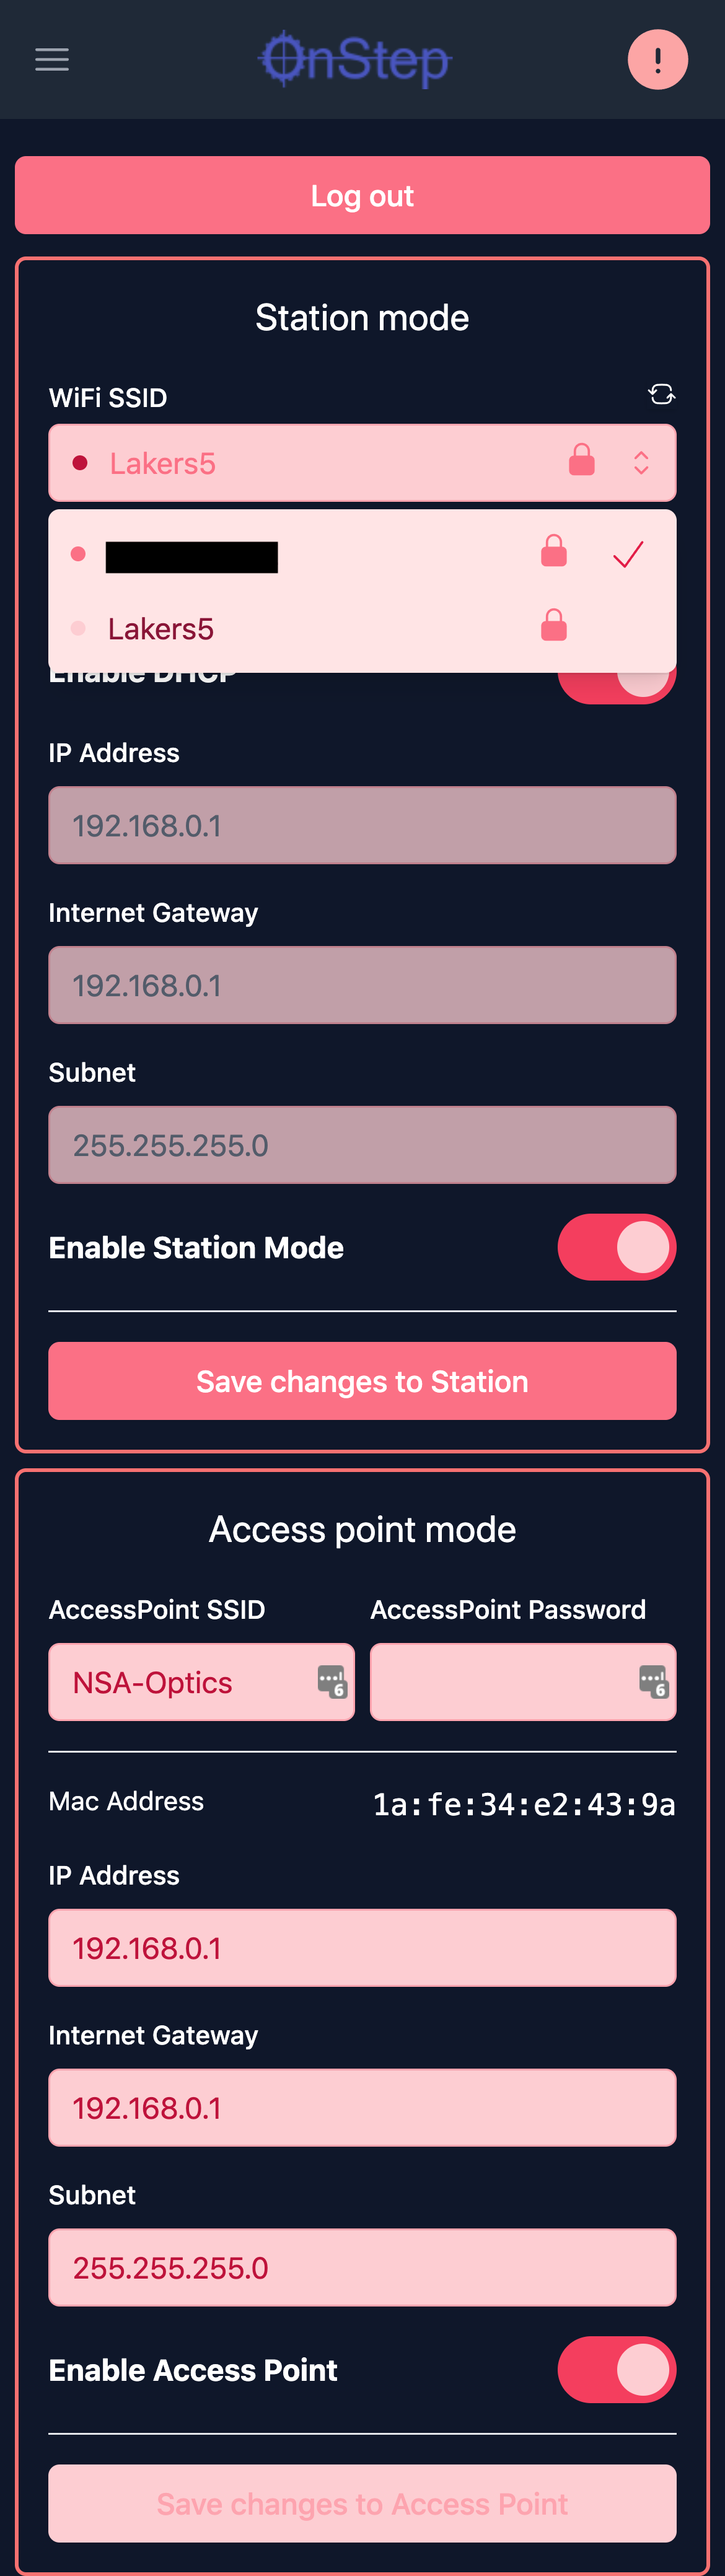 OnStep
Log out
Station mode
WiFi SSID
Lakers5
Lakers5
Enable DHCP
IP Address
192.168.0.1
Internet Gateway
192.168.0.1
Subnet
255.255.255.0
Enable Station Mode
Save changes to Station
Access point mode
AccessPoint SSID AccessPoint Password
NSA-Optics 6 6
Mac Address 1a:fe:34:e2:43:9a
IP Address
192.168.0.1
Internet Gateway
192.168.0.1
Subnet
255.255.255.0
Enable Access Point
Save changes to Access Point